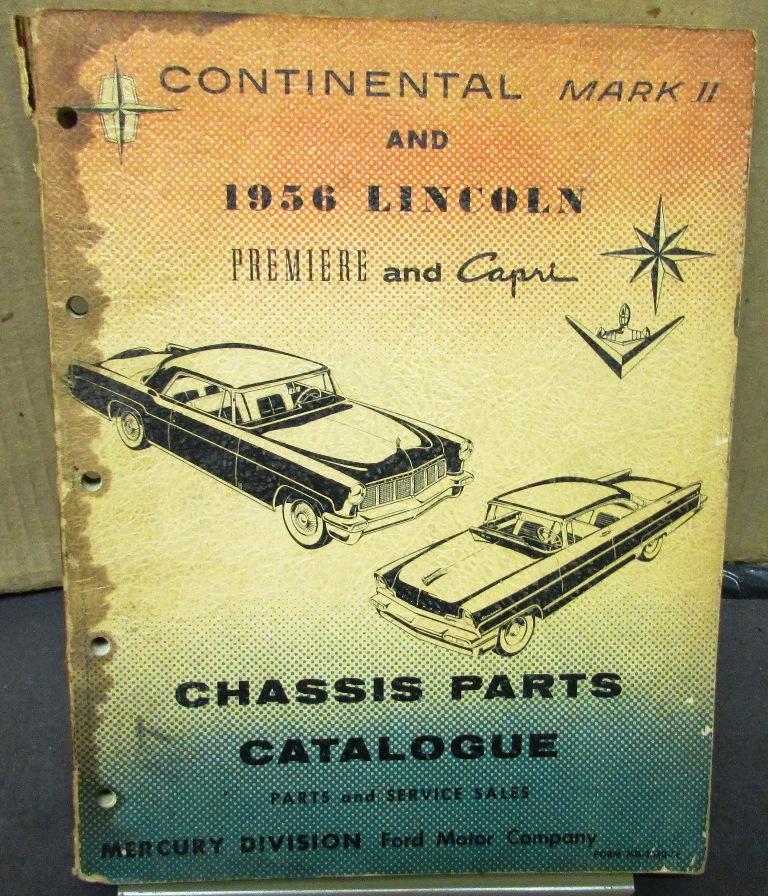 CONTINENTAL MARK II
AND
1956 LINCOLN
PREMIERE and Capri
CHASSIS PARTS
CATALOGUE
PARTS and SERVICE SALES
MERCURY DIVISION Ford Motor Company
FORM